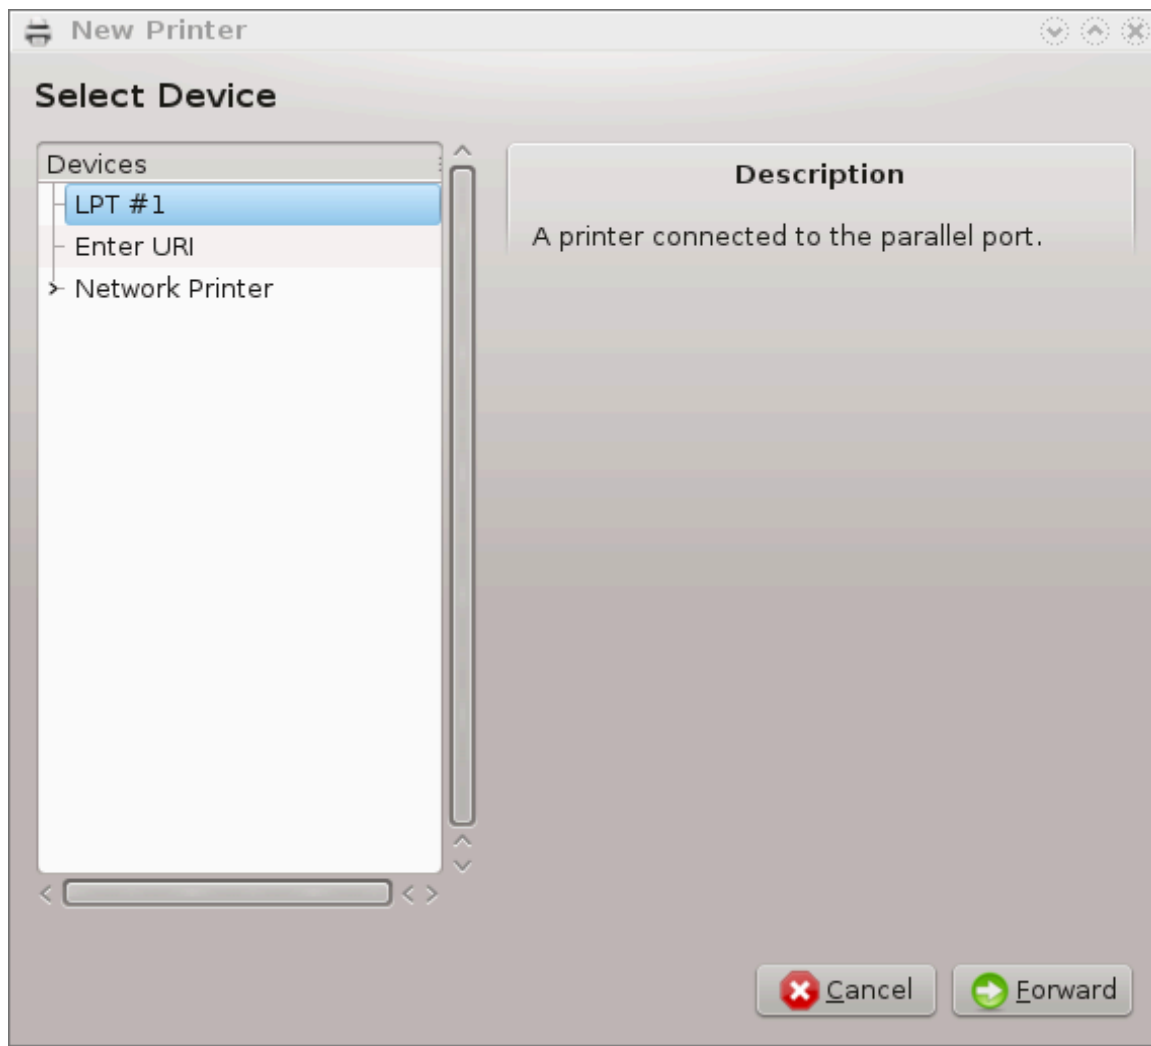 New Printer
Select Device
Devices
LPT #1
Enter URI
Network Printer
Description
A printer connected to the parallel port.
Cancel
Forward